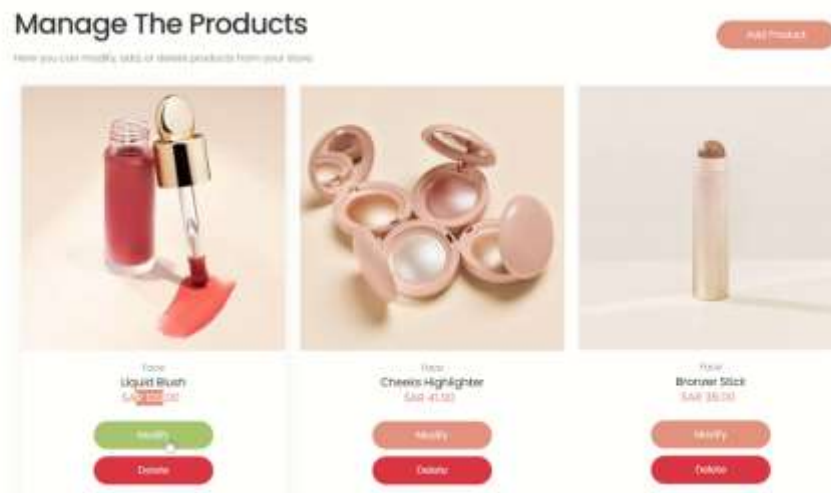 Manage The Products
Add Product
Here you can modify, add, or delete products from your store.
Face
Liquid Blush
Modify
Delete
Face
Cheeks Highlighter
SAR 41.00
Modify
Delete
Face
Bronzer Stick
SAR 38.00
Modify
Delete